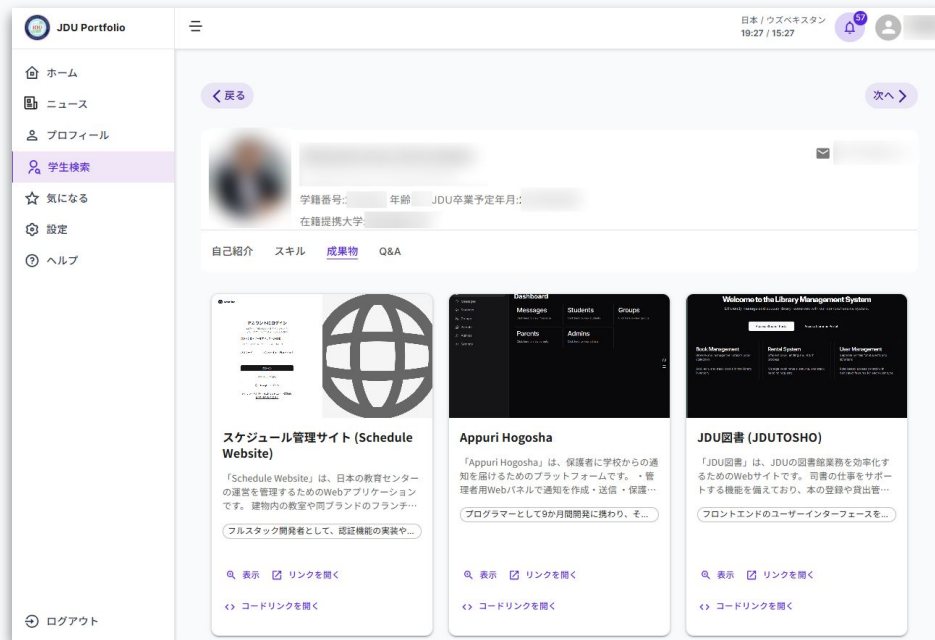 JDU Portfolio
日本 / ウズベキスタン
19:27 / 15:27
57
ホーム
ニュース
プロフィール
学生検索
気になる
設定
ヘルプ
ログアウト
戻る
次へ
学籍番号: 年齢 JDU卒業予定年月:
在籍提携大学:
自己紹介 スキル 成果物 Q&A
アカウントにログイン
スケジュール管理サイト (Schedule
Website)
「Schedule Website」は、日本の教育センター
の運営を管理するためのWebアプリケーション
です。 建物内の教室や同ブランドのフランチ…
フルスタック開発者として、認証機能の実装や...
表示 リンクを開く
コードリンクを開く
Dashboard
Messages Students Groups
Parents Admins
Appuri Hogosha
「Appuri Hogosha」は、保護者に学校からの通
知を届けるためのプラットフォームです。 ・管
理者用Webパネルで通知を作成・送信 ・保護…
プログラマーとして9か月間開発に携わり、そ...
表示 リンクを開く
コードリンクを開く
Welcome to the Library Management System
Book Management Rental System User Management
JDU図書 (JDUTOSHO)
「JDU図書」は、JDUの図書館業務を効率化す
るためのWebサイトです。 司書の仕事をサポー
トする機能を備えており、本の登録や貸出管…
フロントエンドのユーザーインターフェースを...
表示 リンクを開く
コードリンクを開く